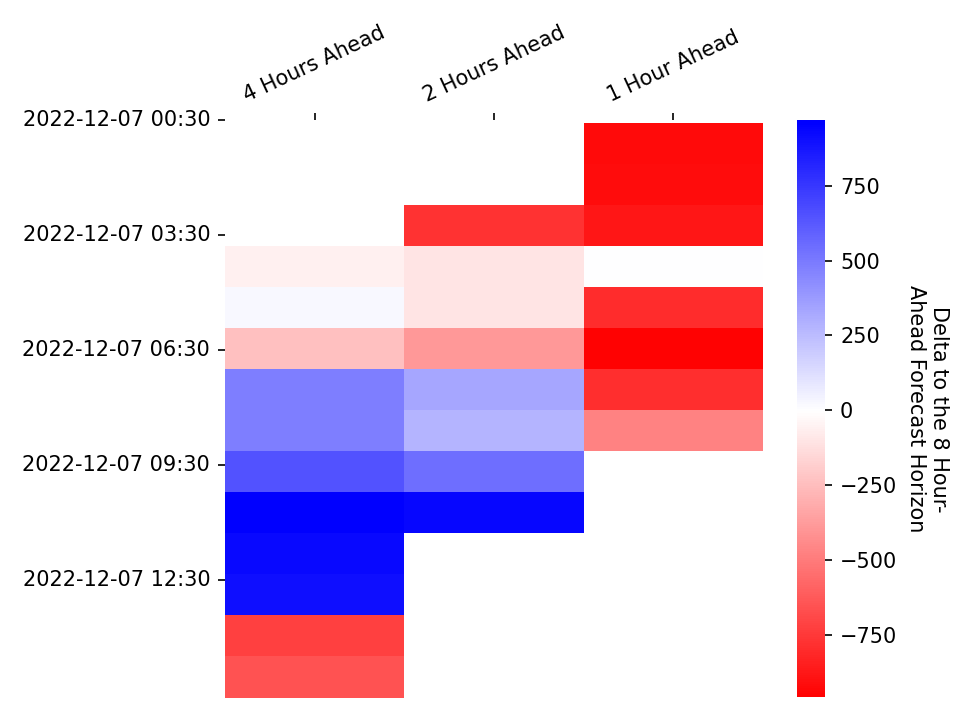 4 Hours Ahead
2 Hours Ahead
1 Hour Ahead
2022-12-07 00:30
2022-12-07 03:30
2022-12-07 06:30
2022-12-07 09:30
2022-12-07 12:30
750
500
250
0
−250
−500
−750
Delta to the 8 Hour-
Ahead Forecast Horizon